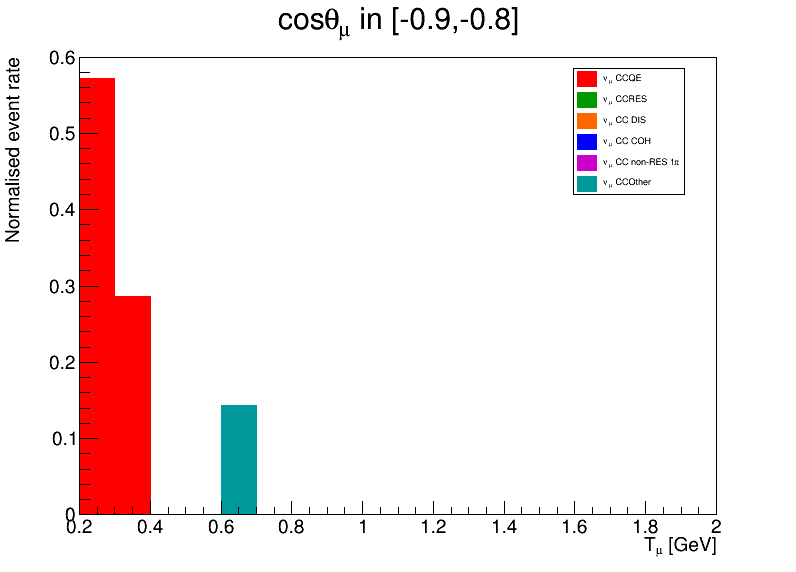 cosθμ in [-0.9,-0.8]
Normalised event rate
0.6
0.5
0.4
0.3
0.2
0.1
0
νμ CCQE
νμ CCRES
νμ CC DIS
νμ CC COH
νμ CC non-RES 1π
νμ CCOther
0.2 0.4 0.6 0.8 1 1.2 1.4 1.6 1.8 2
Tμ [GeV]